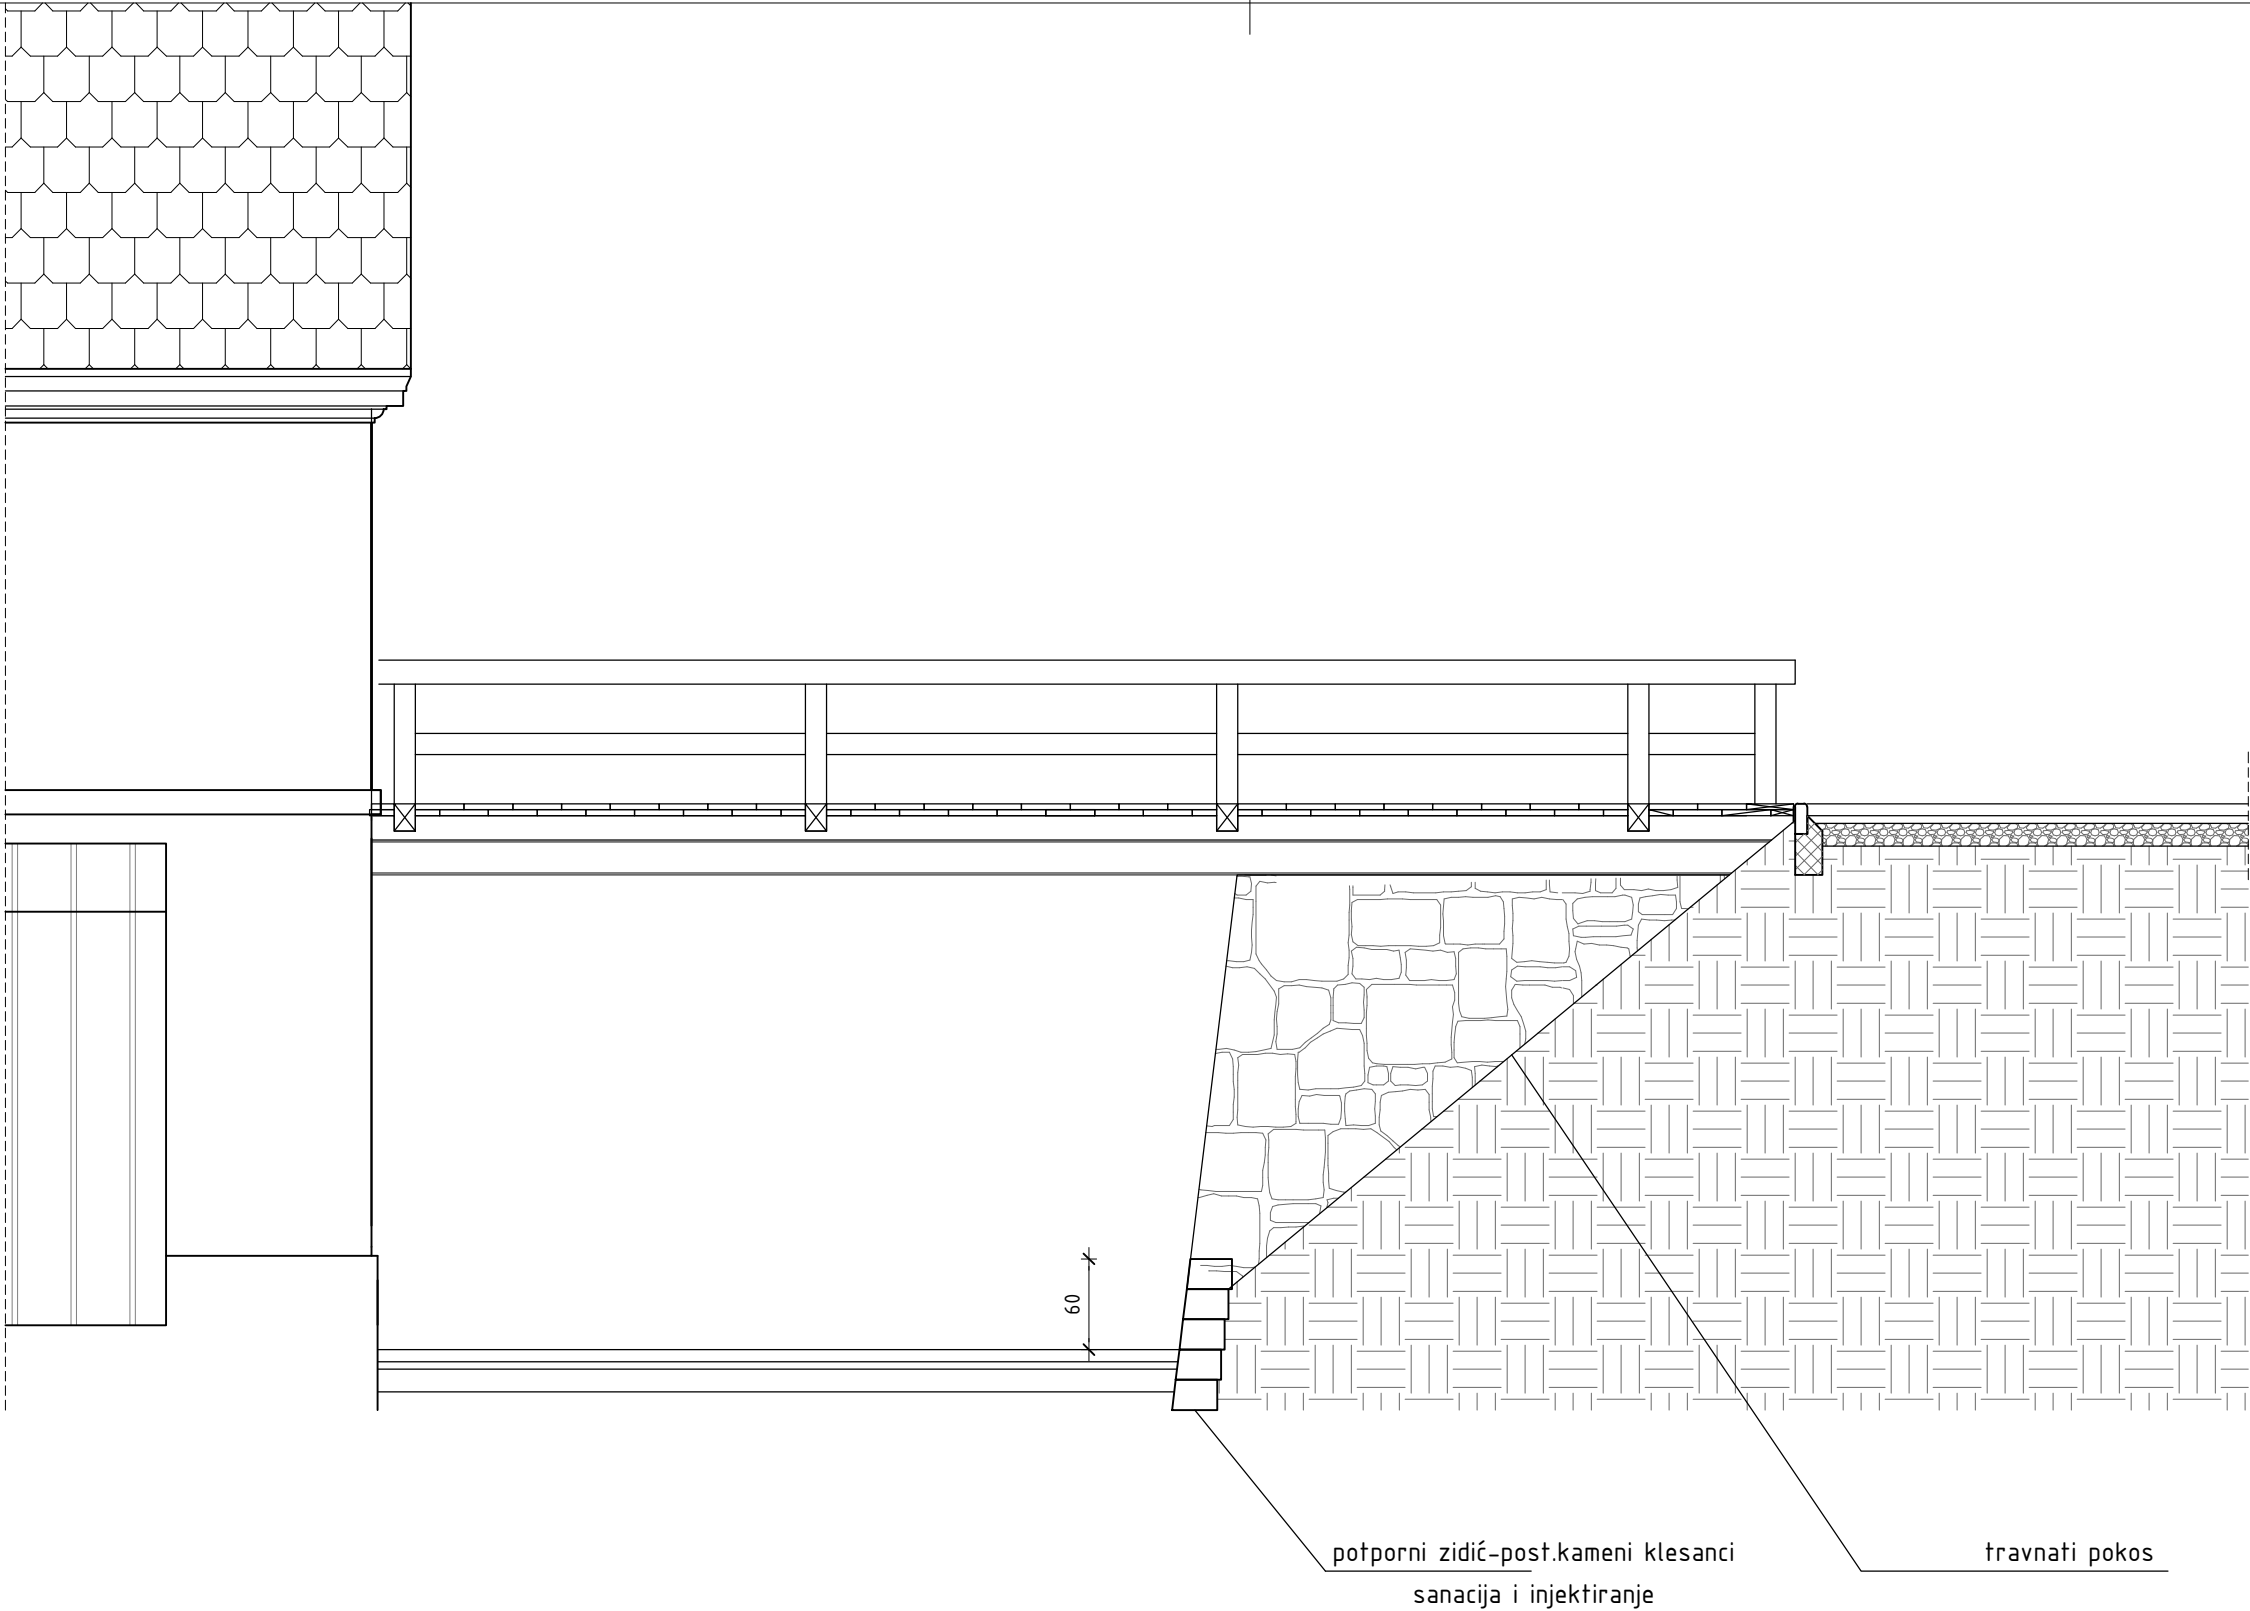 60
potporni zidić-post.kameni klesanci
sanacija i injektiranje
travnati pokos